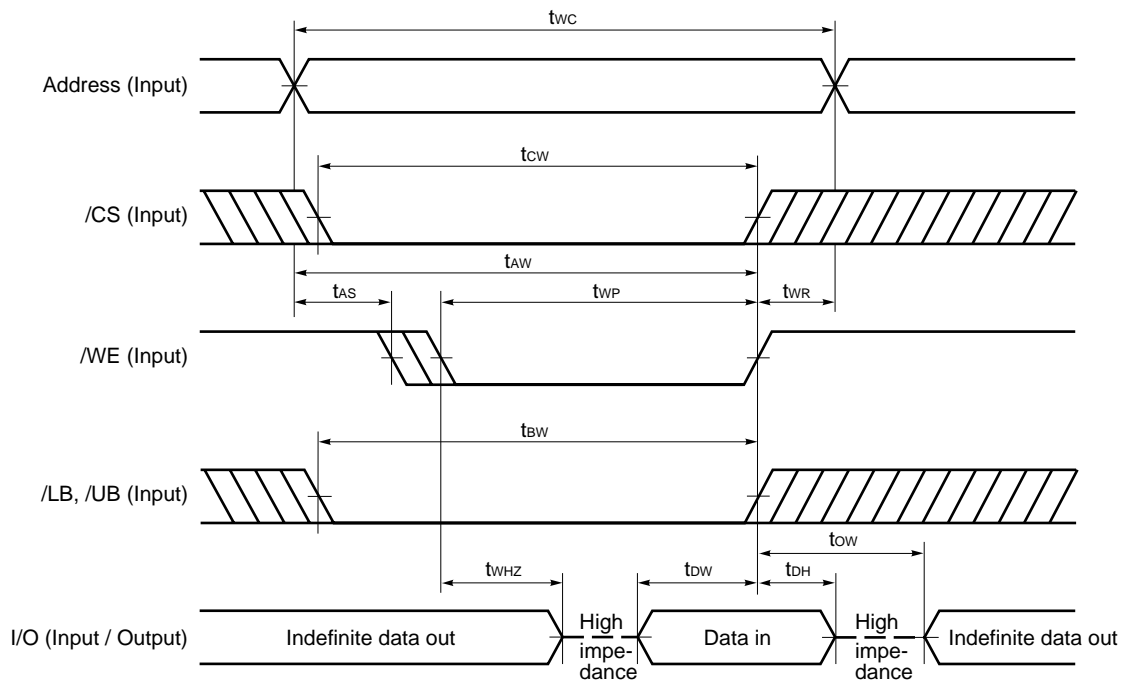 tWC
Address (Input)
tCW
/CS (Input)
tAW
tAS
tWP
tWR
/WE (Input)
tBW
/LB, /UB (Input)
tOW
tWHZ
tDW
tDH
I/O (Input / Output)
Indefinite data out
High
impe-
dance
Data in
High
impe-
dance
Indefinite data out